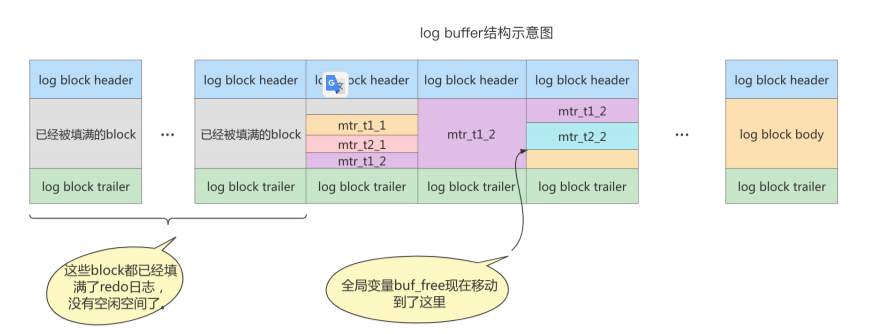 log buffer结构示意图
log block header
log block header
log block header
log block header
log block header
已经被填满的block
...
已经被填满的block
mtr_t1_1
mtr_t2_1
mtr_t1_2
mtr_t1_2
mtr_t1_2
mtr_t2_2
...
log block body
log block trailer
log block trailer
log block trailer
log block trailer
log block trailer
log block trailer
这些block都已经填
满了redo日志，
没有空闲空间了。
全局变量buf_free现在移动
到了这里